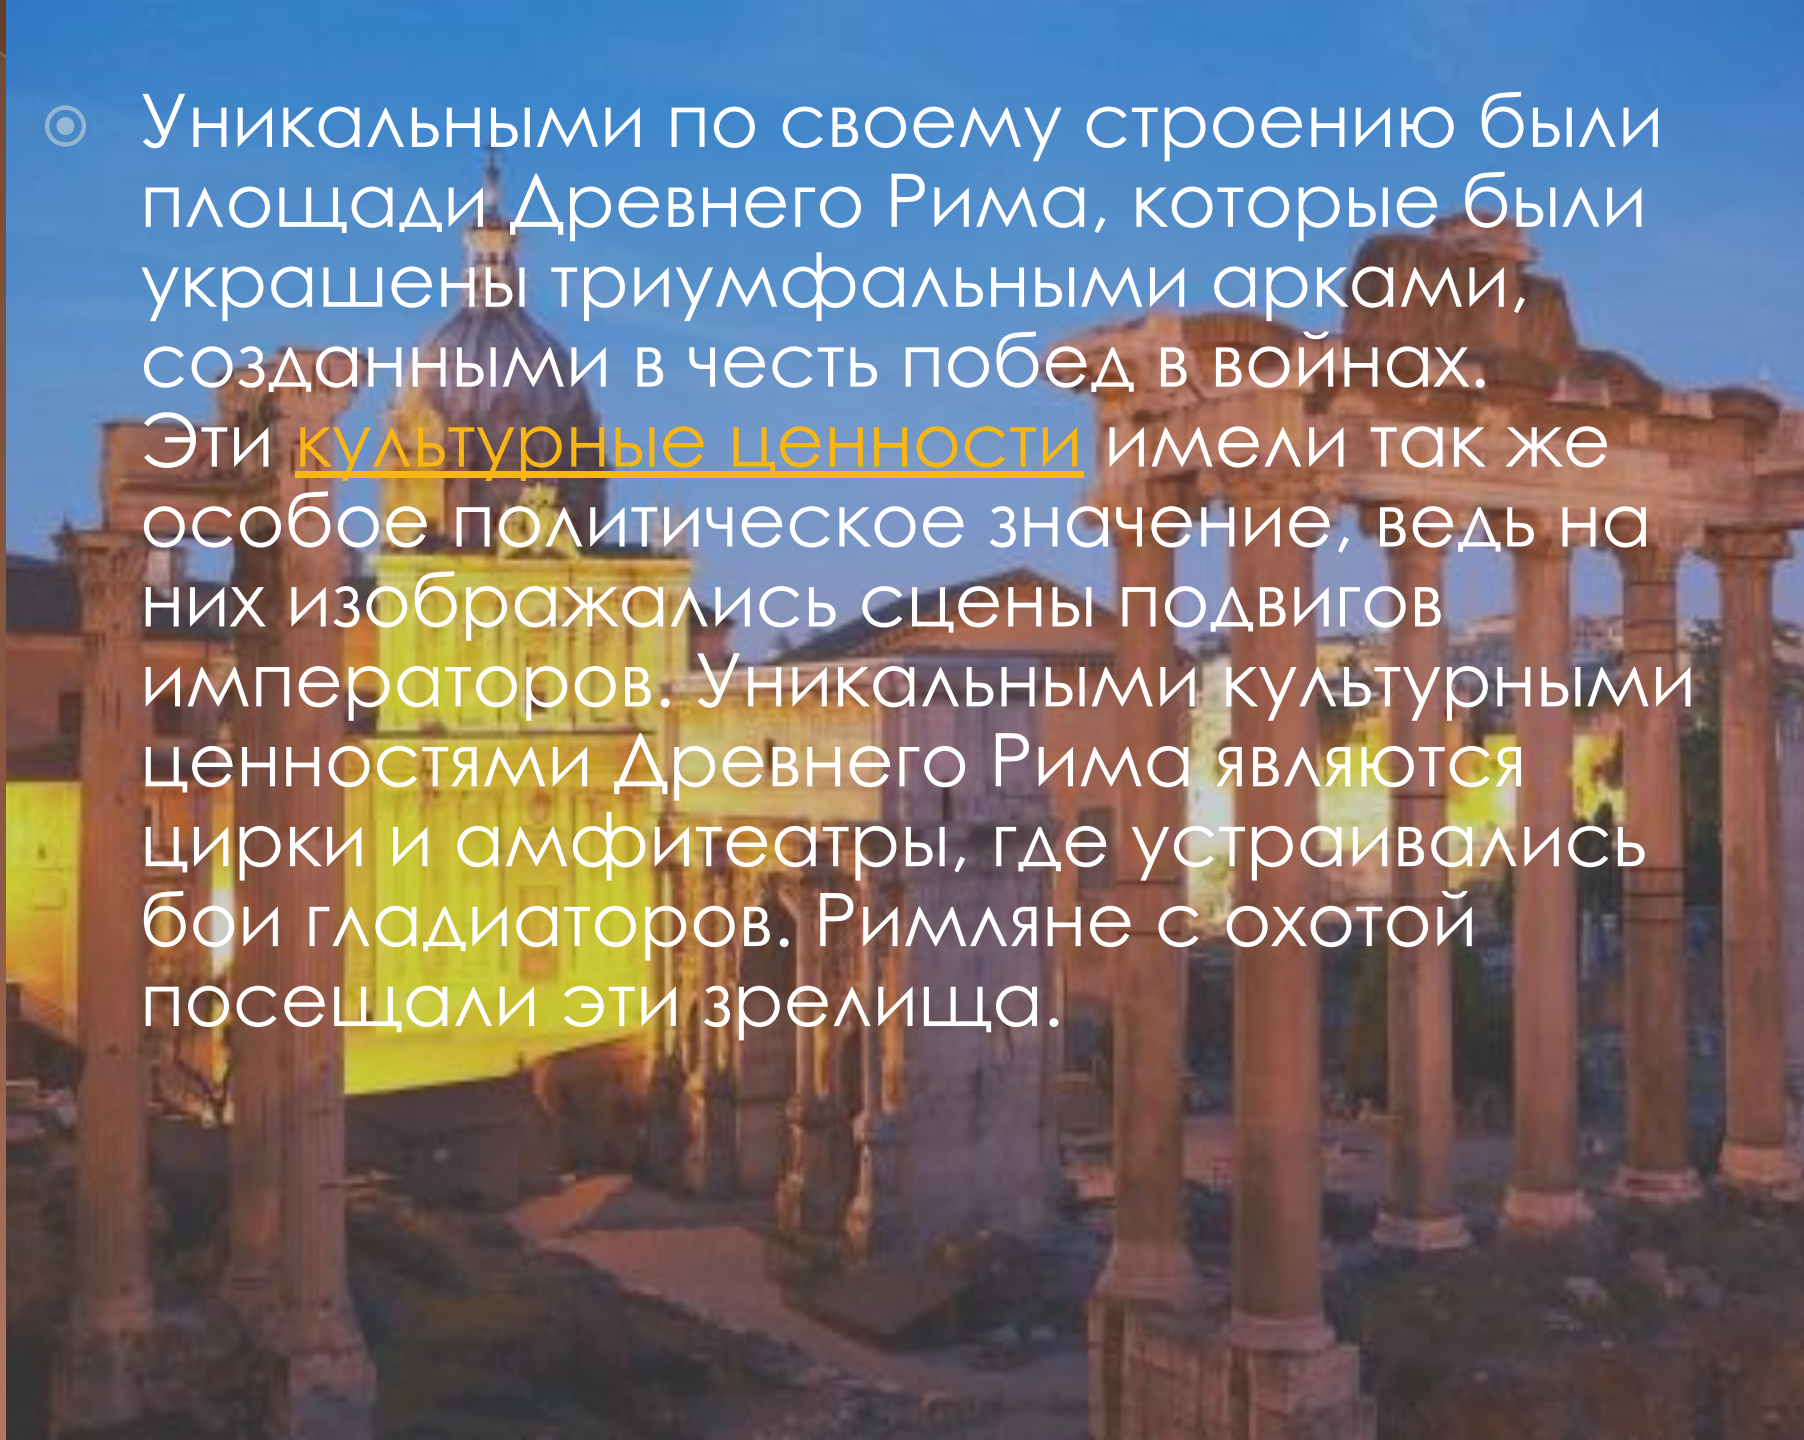 Уникальными по своему строению были
площади Древнего Рима, которые были
украшены триумфальными арками,
созданными в честь побед в войнах.
Эти культурные ценности имели так же
особое политическое значение, ведь на
них изображались сцены подвигов
императоров. Уникальными культурными
ценностями Древнего Рима являются
цирки и амфитеатры, где устраивались
бои гладиаторов. Римляне с охотой
посещали эти зрелища.